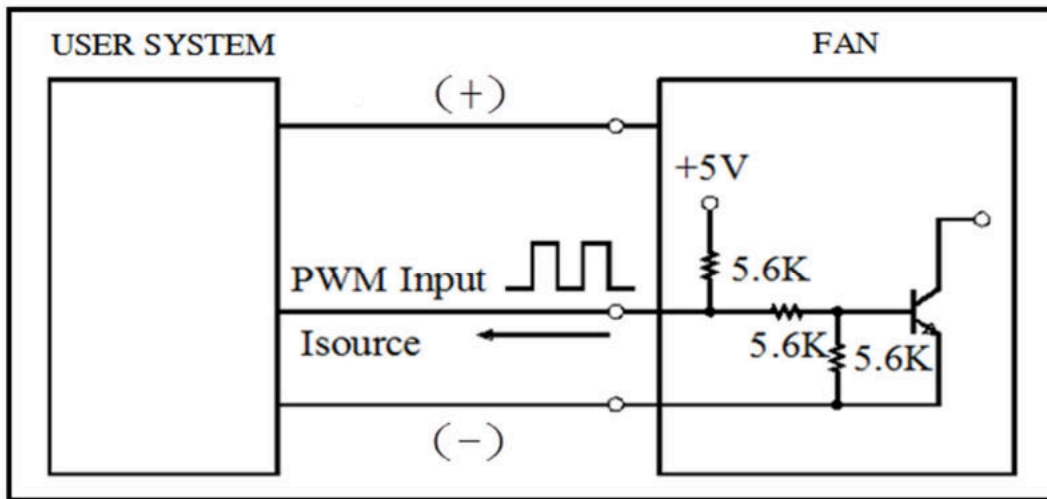 USER SYSTEM
FAN
(+)
+5V
5.6K
PWM Input
Isource
5.6K
5.6K
(-)